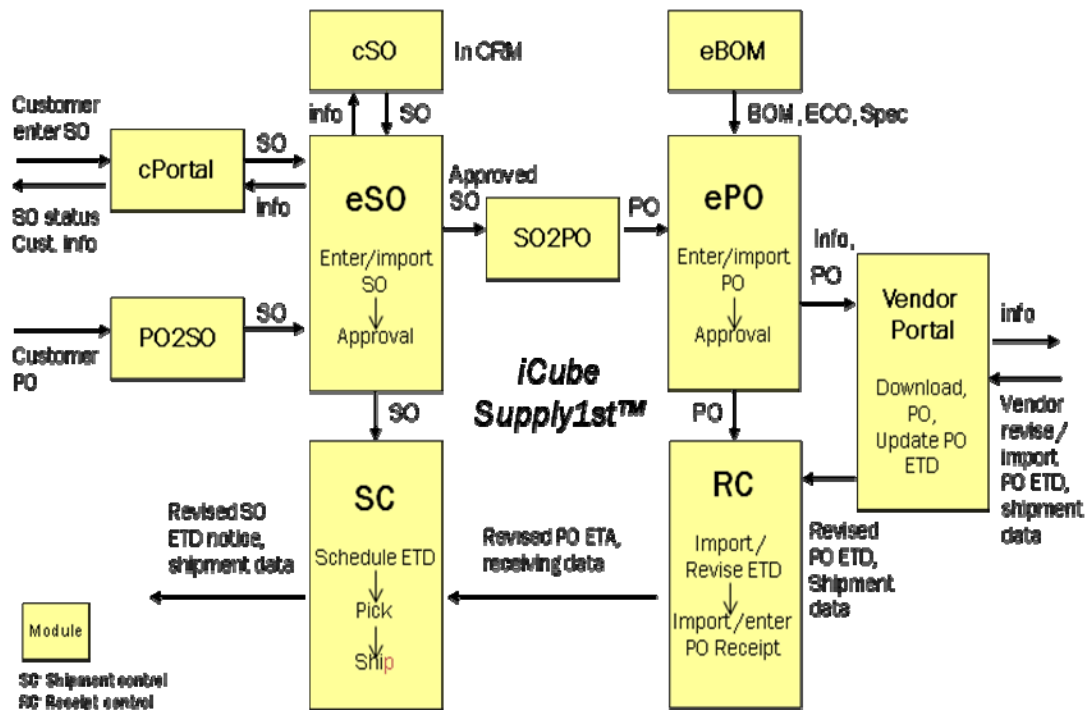 cSO
In CRM
eBOM
Customer
enter SO
info
SO
BOM, ECO, Spec
cPortal
SO
info
SO status
Cust. info
eSO
Enter/import
SO
Approval
Approved
SO
SO2PO
PO
ePO
Enter/import
PO
Approval
Info,
PO
Vendor
Portal
Download,
PO,
Update PO
ETD
info
Vendor
revise/
import
PO ETD,
shipment
data
PO2SO
SO
Customer
PO
iCube
Supply1st™
SO
PO
SC
Schedule ETD
Pick
Ship
Revised SO
ETD notice,
shipment data
Revised PO ETA,
receiving data
RC
Import/
Revise ETD
Import/enter
PO Receipt
Revised
PO ETD,
Shipment
data
Module
SC: Shipment control
RC: Receipt control